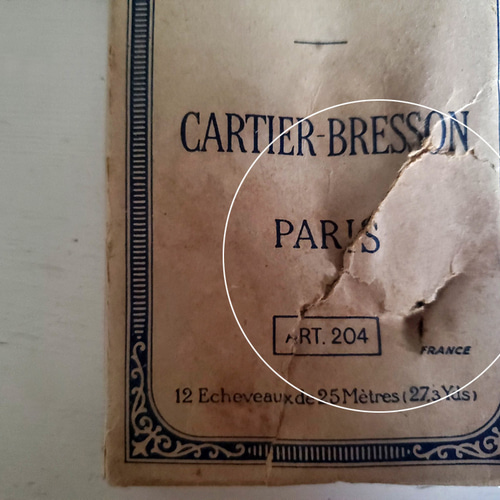 CARTIER-BRESSON
PARIS
ART. 204
FRANCE
12 Echeveaux de 25 Mètres (27,3 Yds)